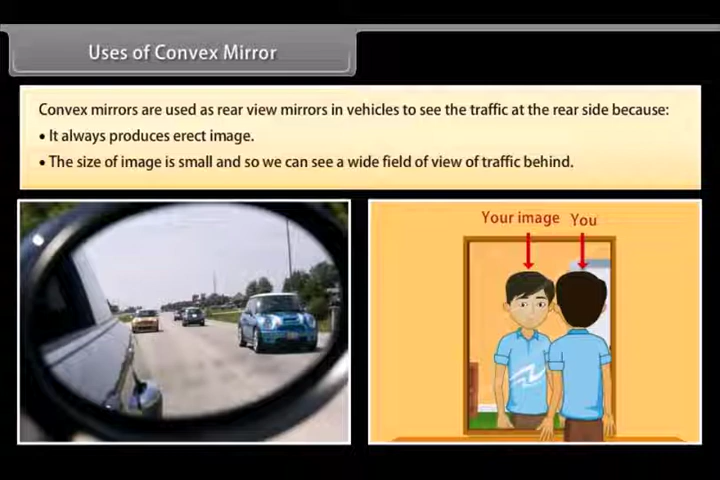 Uses of Convex Mirror
Convex mirrors are used as rear view mirrors in vehicles to see the traffic at the rear side because:
• It always produces erect image.
• The size of image is small and so we can see a wide field of view of traffic behind.
Your image You